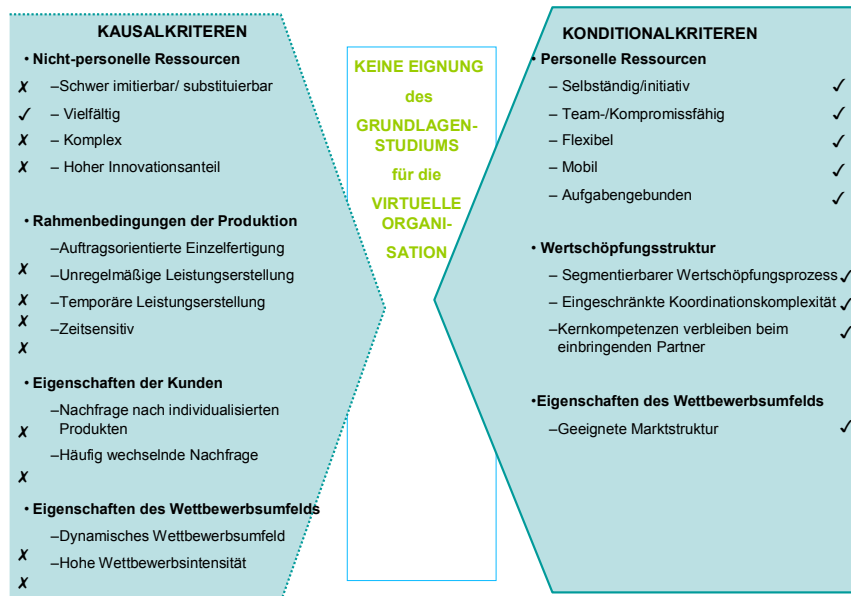 KAUSALKRITEREN
• Nicht-personelle Ressourcen
✗ –Schwer imitierbar/ substituierbar
✓ – Vielfältig
✗ – Komplex
✗ – Hoher Innovationsanteil
• Rahmenbedingungen der Produktion
–Auftragsorientierte Einzelfertigung
✗ –Unregelmäßige Leistungserstellung
✗ –Temporäre Leistungserstellung
✗ –Zeitsensitiv
✗
• Eigenschaften der Kunden
–Nachfrage nach individualisierten
✗ Produkten
–Häufig wechselnde Nachfrage
✗
• Eigenschaften des Wettbewerbsumfelds
–Dynamisches Wettbewerbsumfeld
✗
–Hohe Wettbewerbsintensität
✗
KEINE EIGNUNG
des
GRUNDLAGEN-
STUDIUMS
für die
VIRTUELLE
ORGANI-
SATION
KONDITIONALKRITEREN
• Personelle Ressourcen
– Selbständig/initiativ ✓
– Team-/Kompromissfähig ✓
– Flexibel ✓
– Mobil ✓
– Aufgabengebunden ✓
• Wertschöpfungsstruktur
– Segmentierbarer Wertschöpfungsprozess ✓
– Eingeschränkte Koordinationskomplexität ✓
–Kernkompetenzen verbleiben beim ✓
einbringenden Partner
•Eigenschaften des Wettbewerbsumfelds
–Geeignete Marktstruktur ✓